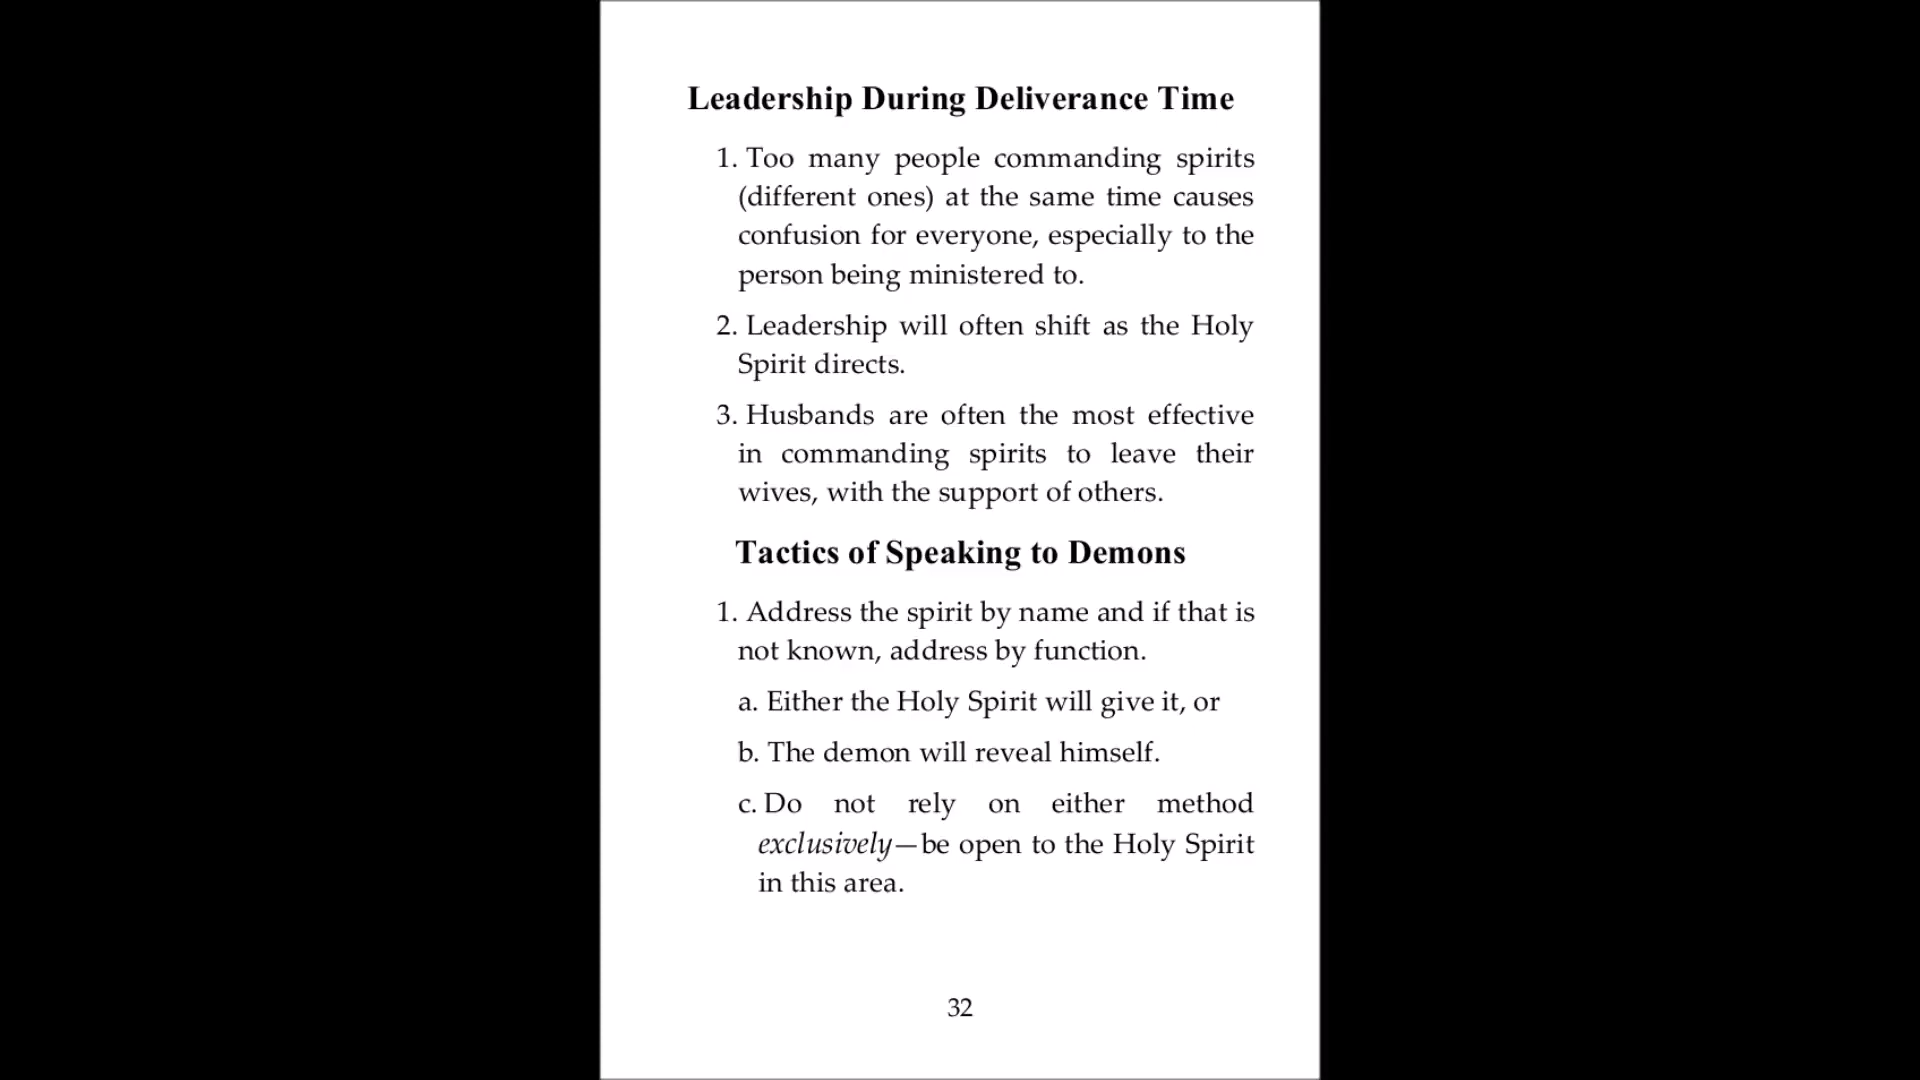 Leadership During Deliverance Time
1. Too many people commanding spirits
(different ones) at the same time causes
confusion for everyone, especially to the
person being ministered to.
2. Leadership will often shift as the Holy
Spirit directs.
3. Husbands are often the most effective
in commanding spirits to leave their
wives, with the support of others.
Tactics of Speaking to Demons
1. Address the spirit by name and if that is
not known, address by function.
a. Either the Holy Spirit will give it, or
b. The demon will reveal himself.
c. Do not rely on either method
exclusively—be open to the Holy Spirit
in this area.
32